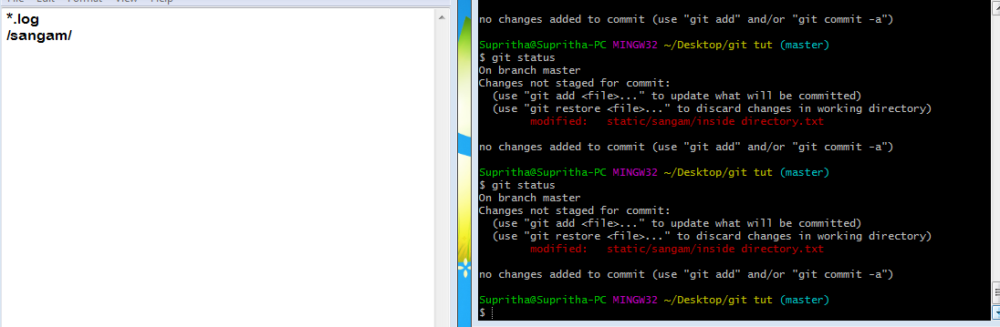 Edit Format View Help
*.log
/sangam/
no changes added to commit (use "git add" and/or "git commit -a")
Supritha@Supritha-PC MINGW32 ~/Desktop/git tut (master)
$ git status
On branch master
Changes not staged for commit:
(use "git add <file>..." to update what will be committed)
(use "git restore <file>..." to discard changes in working directory)
modified: static/sangam/inside directory.txt
no changes added to commit (use "git add" and/or "git commit -a")
Supritha@Supritha-PC MINGW32 ~/Desktop/git tut (master)
$ git status
On branch master
Changes not staged for commit:
(use "git add <file>..." to update what will be committed)
(use "git restore <file>..." to discard changes in working directory)
modified: static/sangam/inside directory.txt
no changes added to commit (use "git add" and/or "git commit -a")
Supritha@Supritha-PC MINGW32 ~/Desktop/git tut (master)
$